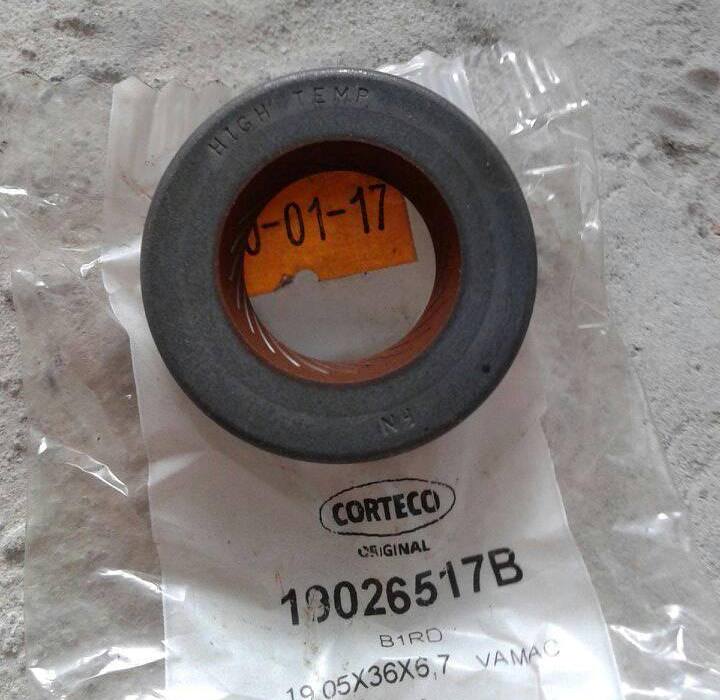 HIGH TEMP
0-01-17
CORTECO
ORIGINAL
19026517B
B1RD
19,05X36X6,7 VAMAC